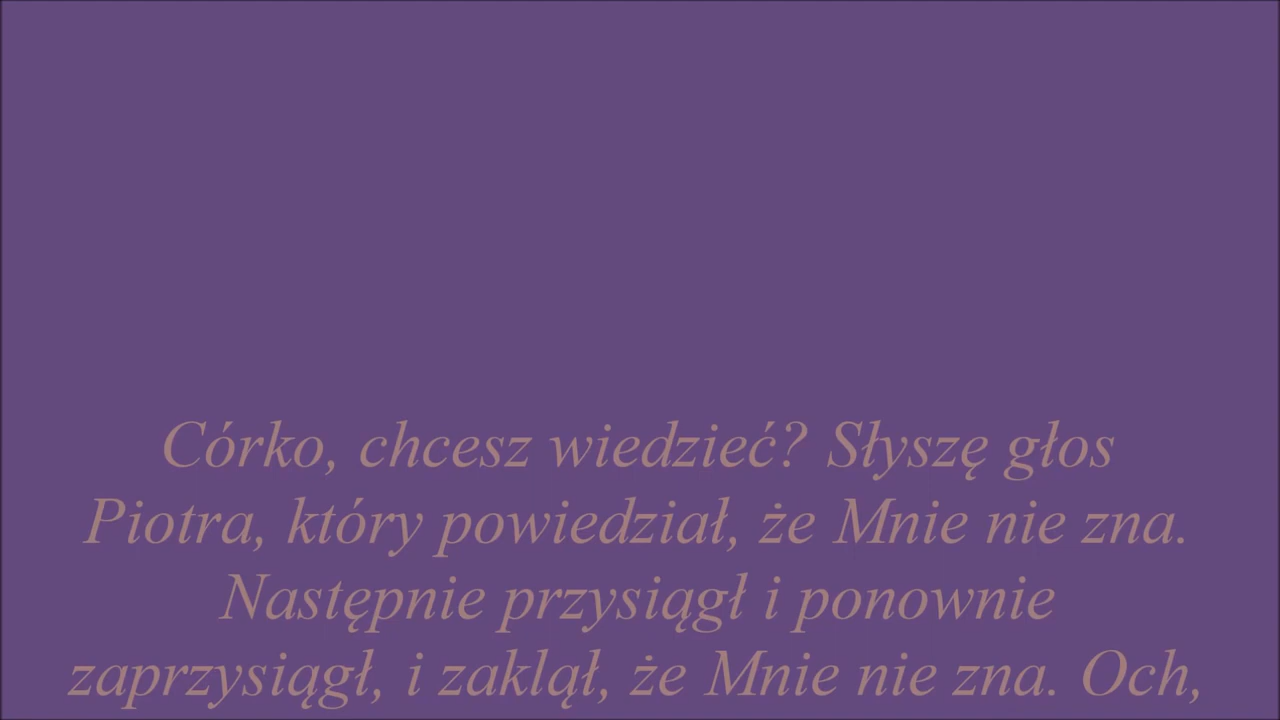 Córko, chcesz wiedzieć? Słyszę głos
Piotra, który powiedział, że Mnie nie zna.
Następnie przysiągł i ponownie
zaprzysiągł, i zaklął, że Mnie nie zna. Och,